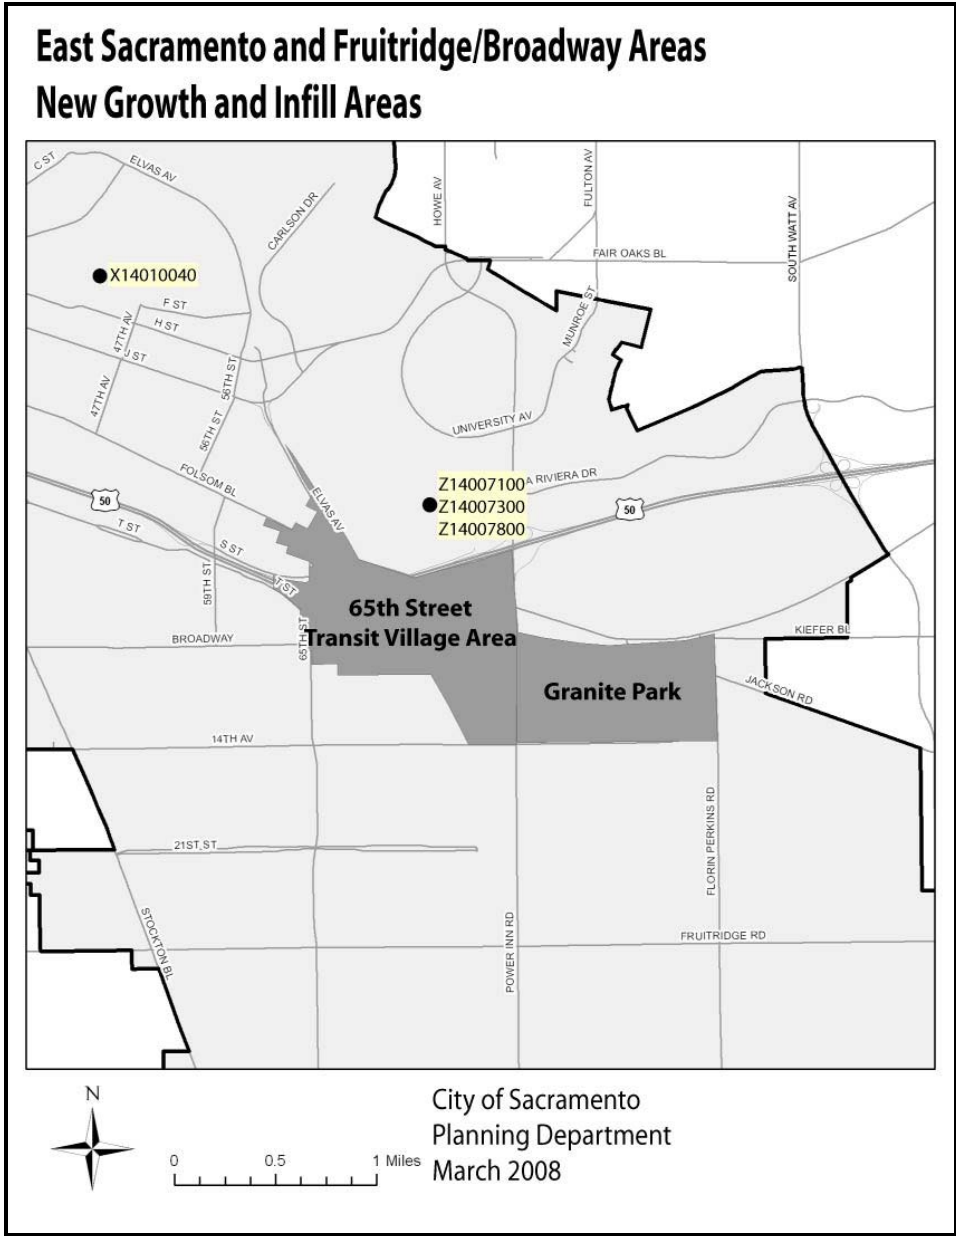 East Sacramento and Fruitridge/Broadway Areas
New Growth and Infill Areas
C ST
ELVAS AV
CARLSON DR
HOWE AV
FULTON AV
SOUTH WATT AV
FAIR OAKS BL
X14010040
F ST
H ST
47TH AV
J ST
MUNROE ST
56TH ST
47TH AV
56TH ST
UNIVERSITY AV
FOLSOM BL
ELVAS AV
Z14007100
A RIVIERA DR
Z14007300
Z14007800
50
50
T ST
S ST
59TH ST
T ST
65th Street
Transit Village Area
BROADWAY
65TH ST
KIEFER BL
Granite Park
JACKSON RD
14TH AV
21ST ST
FLORIN PERKINS RD
STOCKTON BL
POWER INN RD
FRUITRIDGE RD
N
0 0.5 1 Miles
City of Sacramento
Planning Department
March 2008